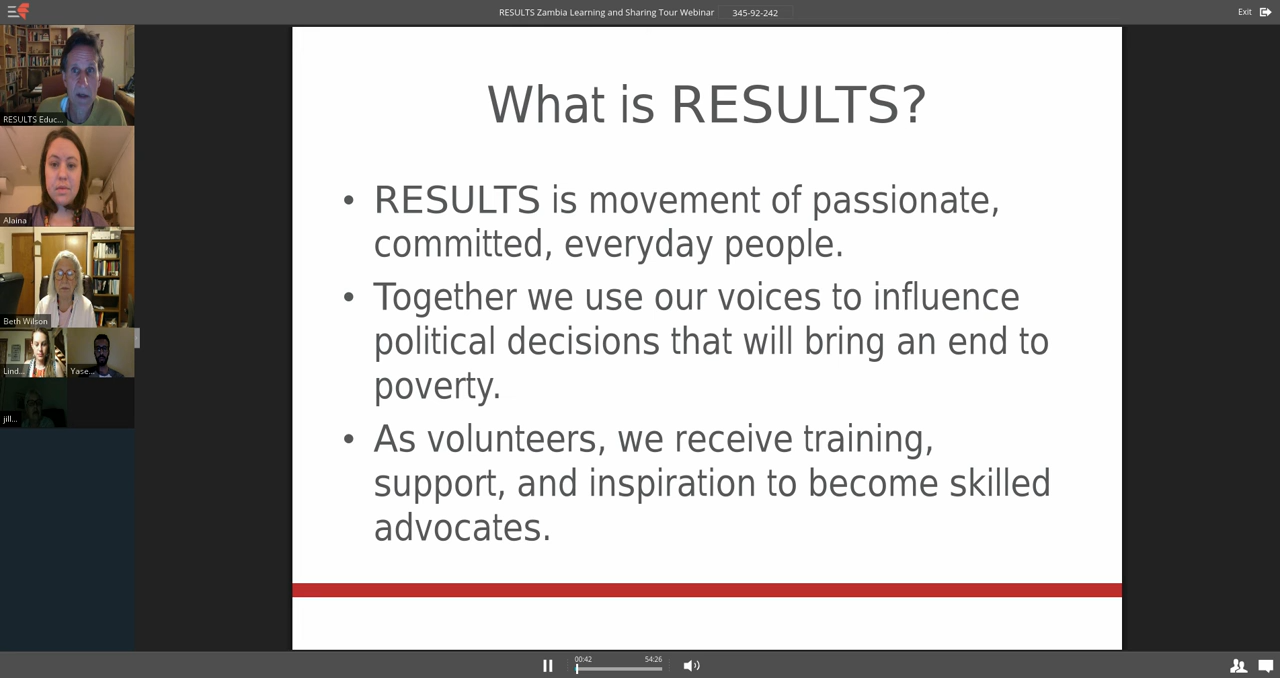 RESULTS Zambia Learning and Sharing Tour Webinar
345-92-242
Exit
RESULTS Educ...
Alaina
Beth Wilson
Lind...
Yase...
jill...
What is RESULTS?
• RESULTS is movement of passionate,
committed, everyday people.
• Together we use our voices to influence
political decisions that will bring an end to
poverty.
• As volunteers, we receive training,
support, and inspiration to become skilled
advocates.
00:42
54:26